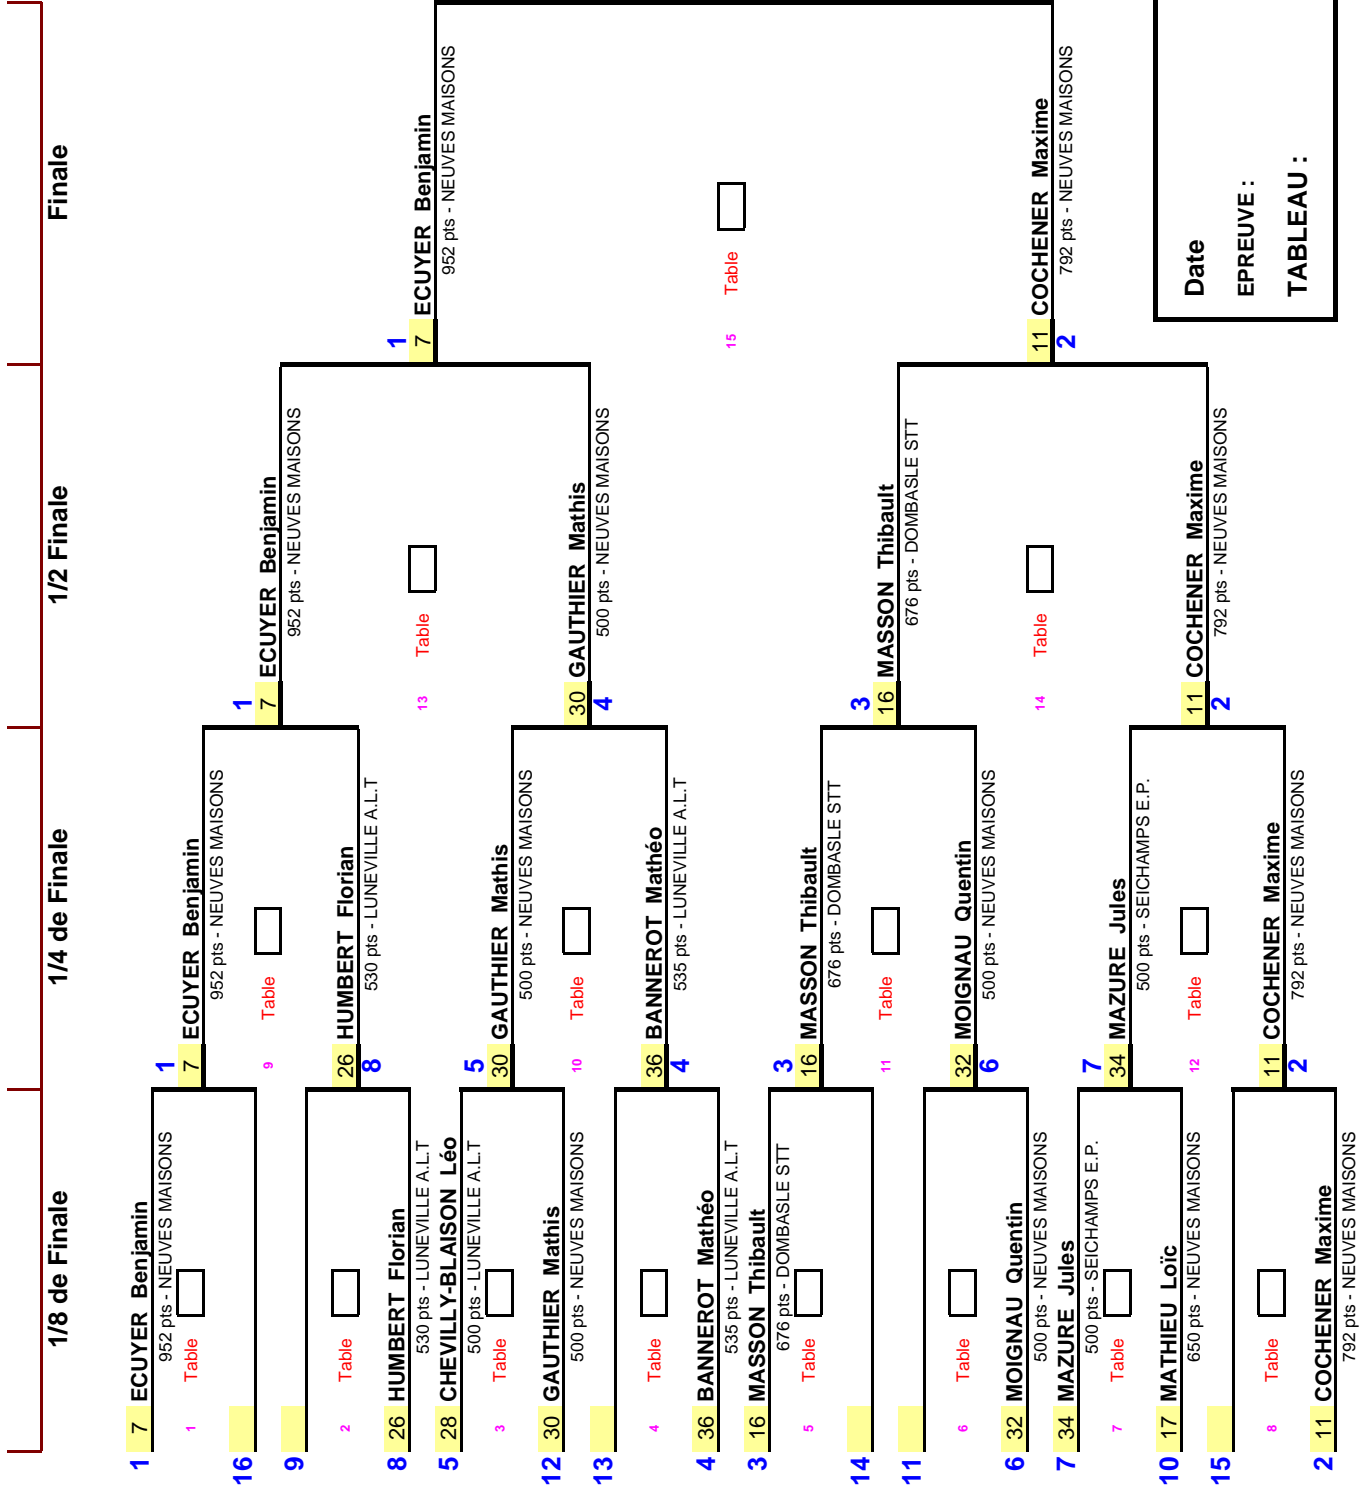 1/8 de Finale
1/4 de Finale
1/2 Finale
Finale
1 7 ECUYER Benjamin
952 pts - NEUVES MAISONS
1 Table
16
9
2 Table
8 26 HUMBERT Florian
530 pts - LUNEVILLE A.L.T
5 28 CHEVILLY-BLAISON Léo
500 pts - LUNEVILLE A.L.T
3 Table
12 30 GAUTHIER Mathis
500 pts - NEUVES MAISONS
13
4 Table
4 36 BANNEROT Mathéo
535 pts - LUNEVILLE A.L.T
3 16 MASSON Thibault
676 pts - DOMBASLE STT
5 Table
14
11
6 Table
6 32 MOIGNAU Quentin
500 pts - NEUVES MAISONS
7 34 MAZURE Jules
500 pts - SEICHAMPS E.P.
7 Table
10 17 MATHIEU Loïc
650 pts - NEUVES MAISONS
15
8 Table
2 11 COCHENER Maxime
792 pts - NEUVES MAISONS
1
7 ECUYER Benjamin
952 pts - NEUVES MAISONS
9 Table
26 HUMBERT Florian
8
530 pts - LUNEVILLE A.L.T
5
30 GAUTHIER Mathis
500 pts - NEUVES MAISONS
10 Table
36 BANNEROT Mathéo
4
535 pts - LUNEVILLE A.L.T
3
16 MASSON Thibault
676 pts - DOMBASLE STT
11 Table
32 MOIGNAU Quentin
6
500 pts - NEUVES MAISONS
7
34 MAZURE Jules
500 pts - SEICHAMPS E.P.
12 Table
11 COCHENER Maxime
2
792 pts - NEUVES MAISONS
1
7 ECUYER Benjamin
952 pts - NEUVES MAISONS
13 Table
30 GAUTHIER Mathis
4
500 pts - NEUVES MAISONS
3
16 MASSON Thibault
676 pts - DOMBASLE STT
14 Table
11 COCHENER Maxime
2
792 pts - NEUVES MAISONS
1
7 ECUYER Benjamin
952 pts - NEUVES MAISONS
15 Table
11 COCHENER Maxime
2
792 pts - NEUVES MAISONS
Date
EPREUVE :
TABLEAU :